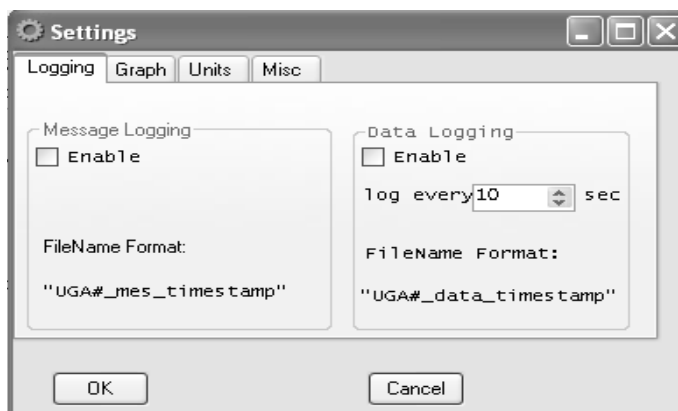 Settings
Logging Graph Units Misc
Message Logging
Enable
FileName Format:
"UGA#_mes_timestamp"
Data Logging
Enable
log every 10 sec
FileName Format:
"UGA#_data_timestamp"
OK Cancel